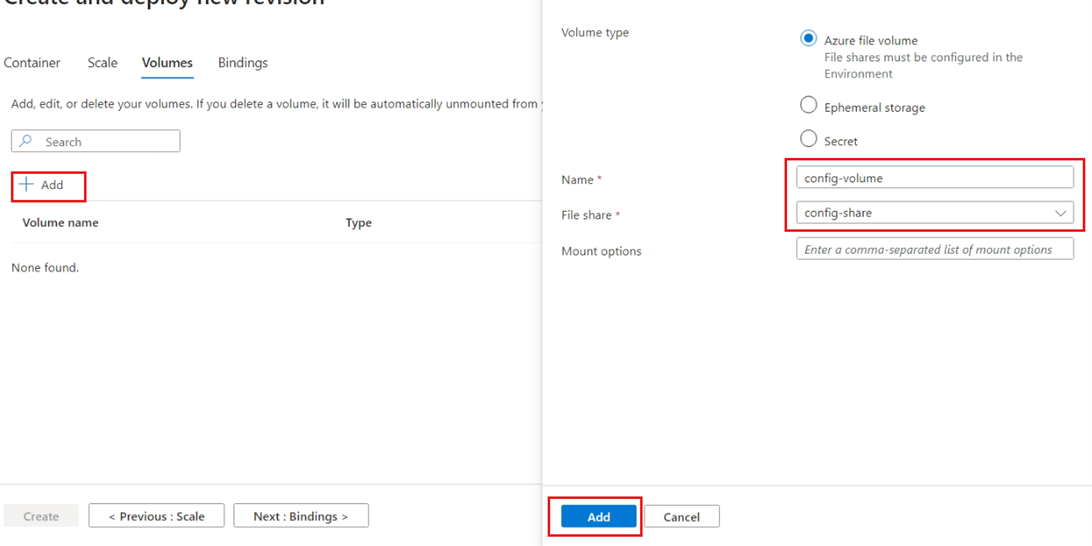 Create and deploy new revision
Container Scale Volumes Bindings
Add, edit, or delete your volumes. If you delete a volume, it will be automatically unmounted from
Search
+ Add
Volume name Type
None found.
Create < Previous : Scale Next : Bindings >
Volume type
Azure file volume
File shares must be configured in the
Environment
Ephemeral storage
Secret
Name * config-volume
File share * config-share
Mount options Enter a comma-separated list of mount options
Add Cancel